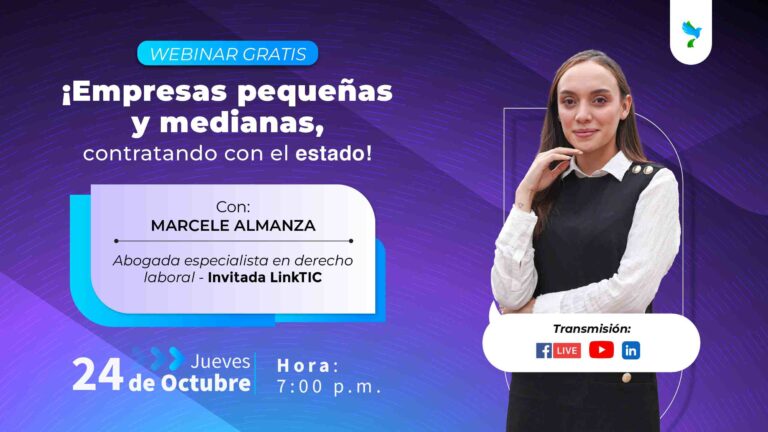 WEBINAR GRATIS
¡Empresas pequeñas
y medianas,
contratando con el estado!
Con:
MARCELE ALMANZA
Abogada especialista en derecho
laboral - Invitada LinkTIC
24 Jueves
de Octubre
Hora:
7:00 p.m.
Transmisión:
f LIVE in